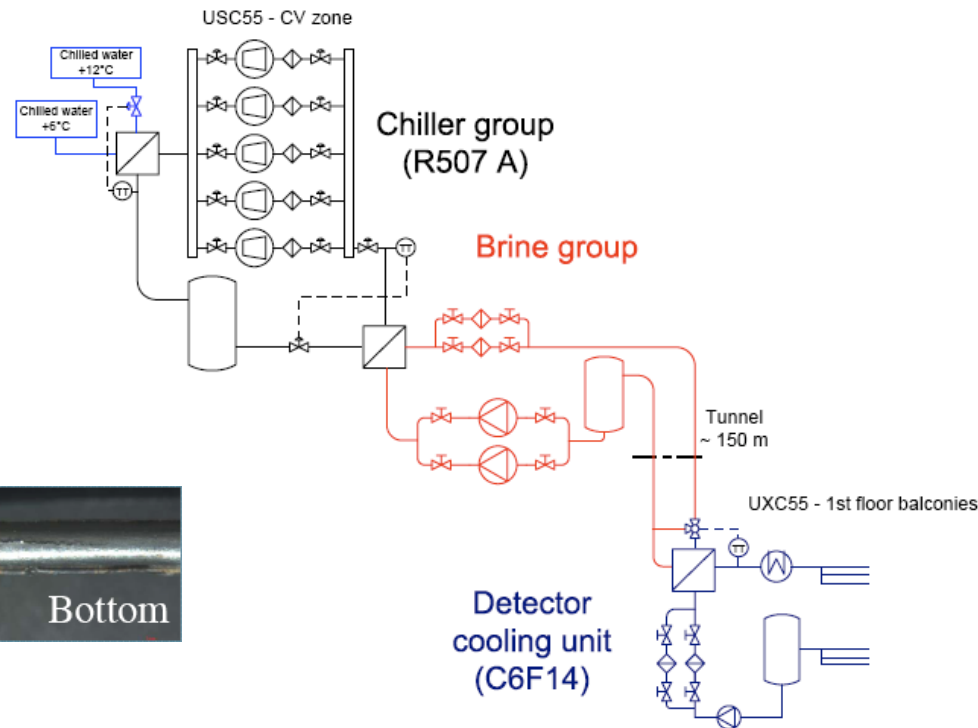 USC55 - CV zone
Chilled water
+12°C
Chilled water
+6°C
TT
Chiller group
(R507 A)
TT
Brine group
Tunnel
~ 150 m
UXC55 - 1st floor balconies
TT
Bottom
Detector
cooling unit
(C6F14)